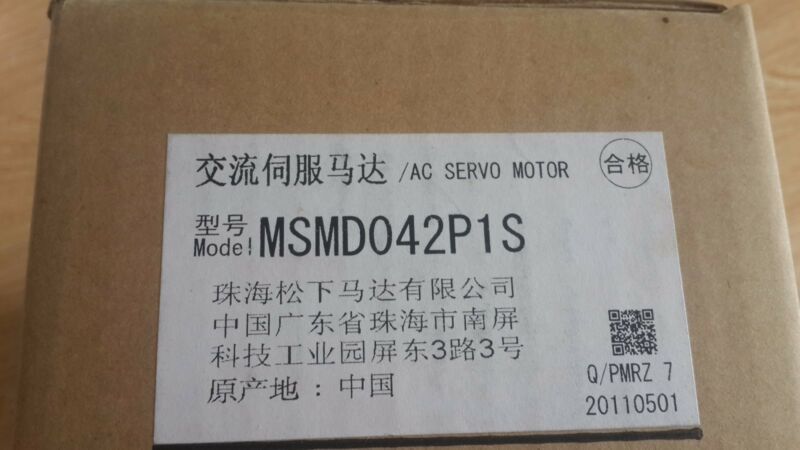 交流伺服马达 /AC SERVO MOTOR 合格
型号
Model MSMD042P1S
珠海松下马达有限公司
中国广东省珠海市南屏
科技工业园屏东3路3号
原产地：中国
Q/PMRZ 7
20110501